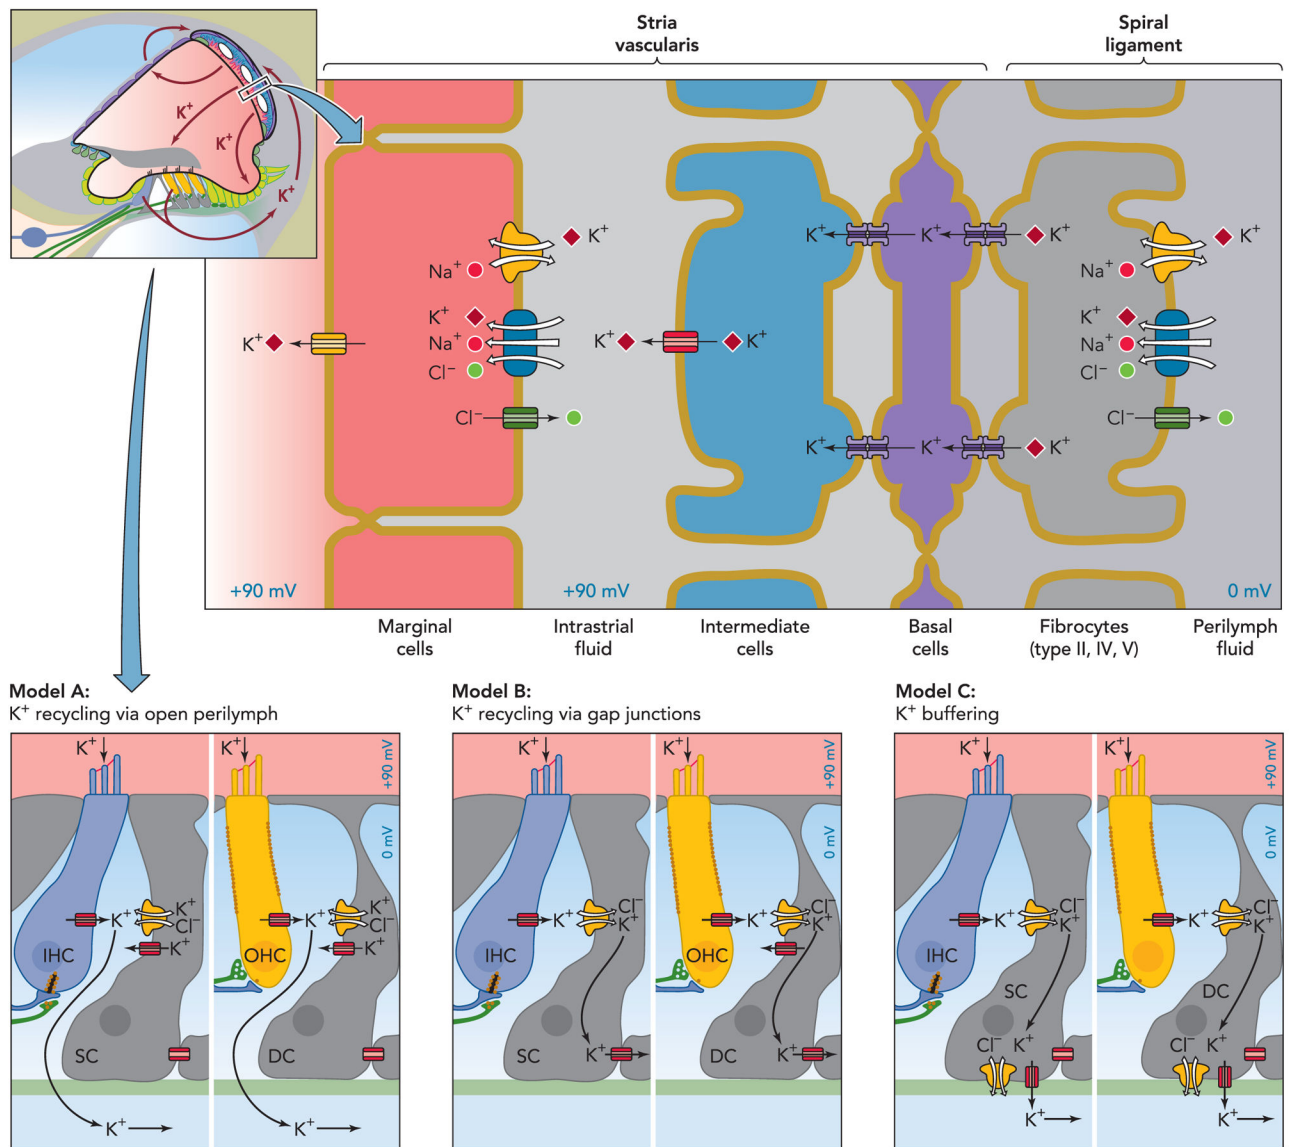 Stria
vascularis
Spiral
ligament
K⁺
K⁺
K⁺
K⁺
K⁺
K⁺
K⁺
K⁺
Na⁺
Na⁺
K⁺
K⁺
K⁺
K⁺
K⁺
Na⁺
Na⁺
Cl⁻
Cl⁻
Cl⁻
Cl⁻
K⁺
K⁺
K⁺
+90 mV
+90 mV
0 mV
Marginal
cells
Intrastrial
fluid
Intermediate
cells
Basal
cells
Fibrocytes
(type II, IV, V)
Perilymph
fluid
Model A:
K⁺ recycling via open perilymph
K⁺
K⁺
+90 mV
0 mV
K⁺
K⁺
Cl⁻
K⁺
K⁺
K⁺
Cl⁻
K⁺
IHC
OHC
SC
DC
K⁺
K⁺
Model B:
K⁺ recycling via gap junctions
K⁺
K⁺
+90 mV
0 mV
K⁺
Cl⁻
K⁺
K⁺
Cl⁻
K⁺
IHC
OHC
SC
K⁺
DC
K⁺
Model C:
K⁺ buffering
K⁺
K⁺
+90 mV
0 mV
K⁺
Cl⁻
K⁺
K⁺
Cl⁻
K⁺
IHC
SC
DC
Cl⁻
K⁺
Cl⁻
K⁺
K⁺
K⁺